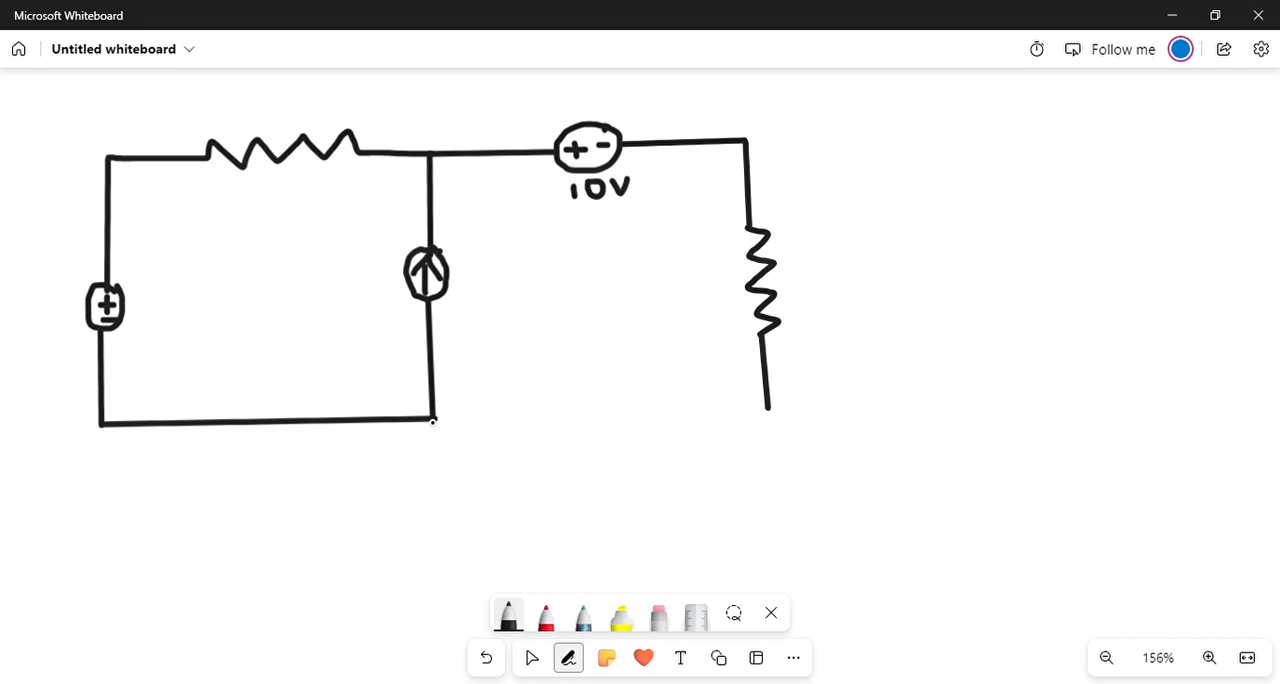 Microsoft Whiteboard
Untitled whiteboard
Follow me
+ -
10V
+
-
156%